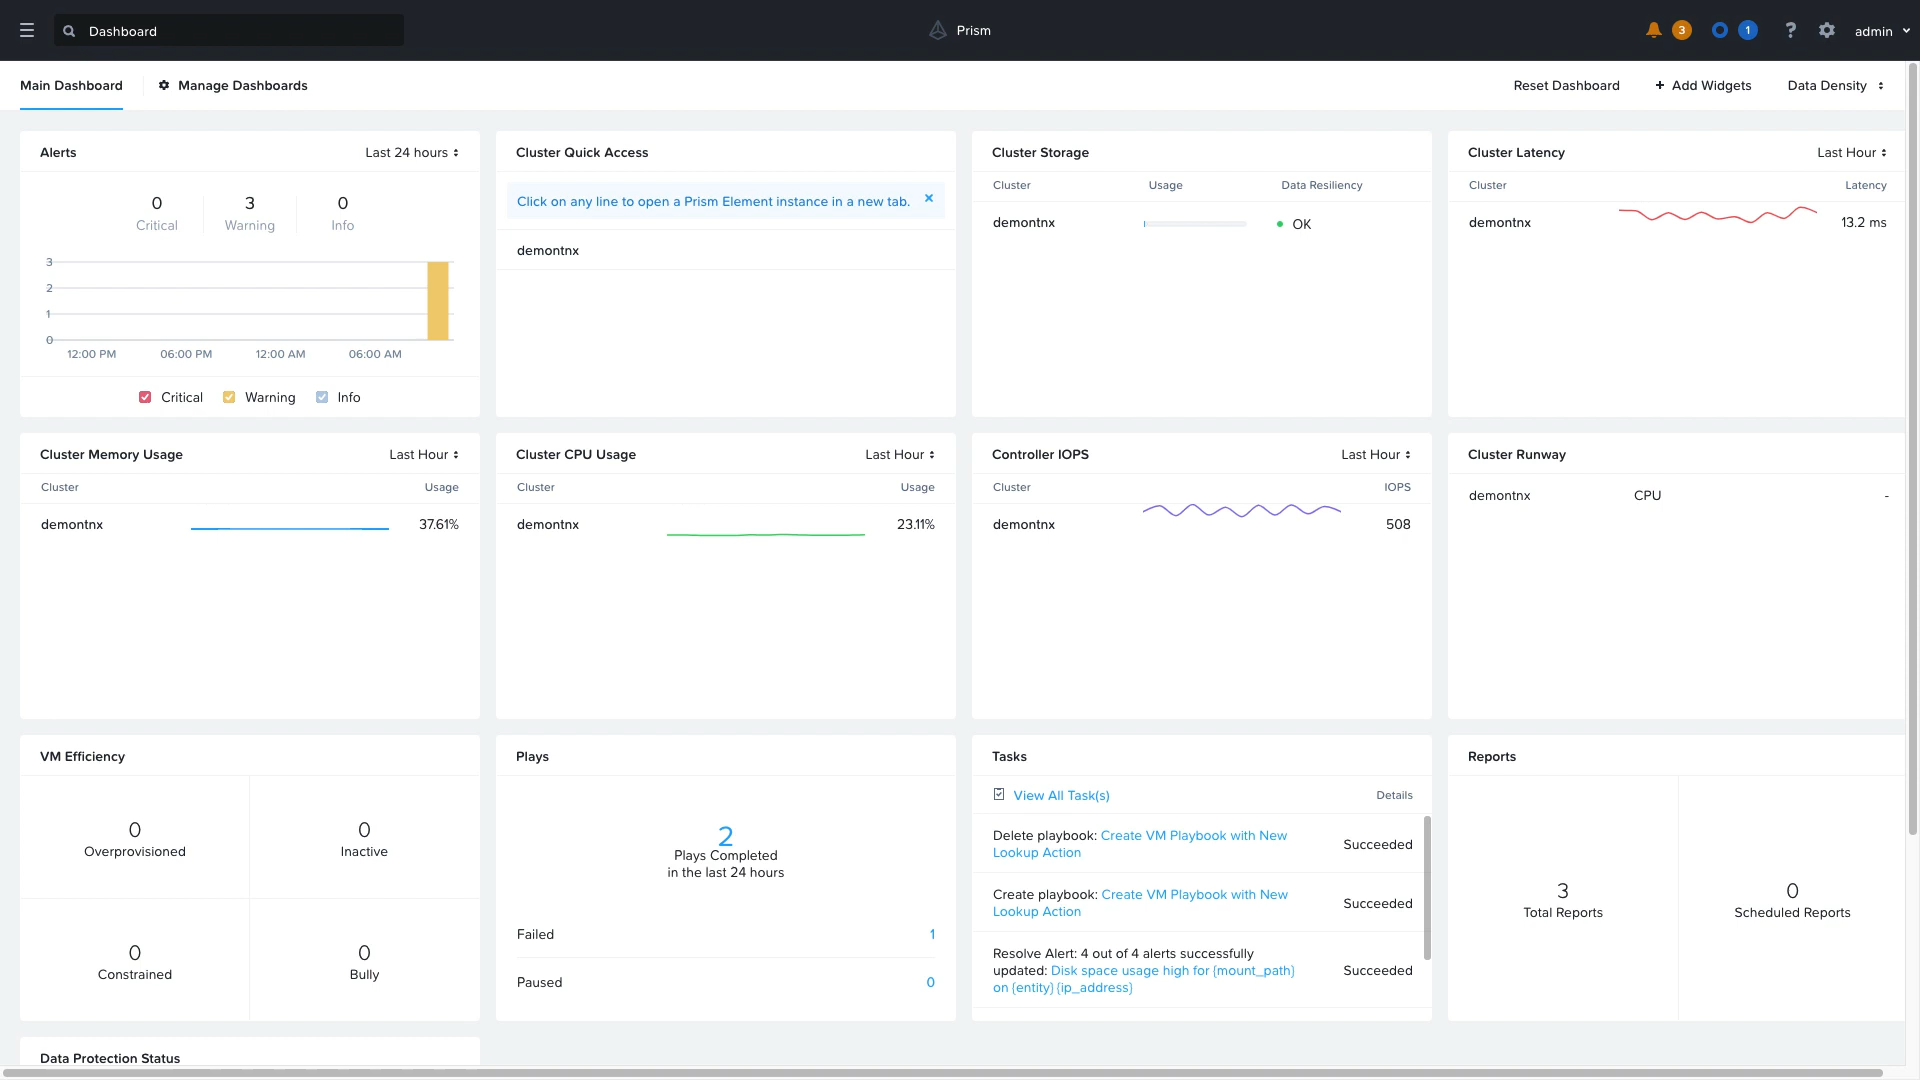 Dashboard
Prism
3
1
?
admin
Main Dashboard
Manage Dashboards
Reset Dashboard
+ Add Widgets
Data Density
Alerts
Last 24 hours
0
3
0
Critical
Warning
Info
3
2
1
0
12:00 PM
06:00 PM
12:00 AM
06:00 AM
Critical
Warning
Info
Cluster Quick Access
Click on any line to open a Prism Element instance in a new tab.
demontnx
Cluster Storage
Cluster
Usage
Data Resiliency
demontnx
OK
Cluster Latency
Last Hour
Cluster
Latency
demontnx
13.2 ms
Cluster Memory Usage
Last Hour
Cluster
Usage
demontnx
37.61%
Cluster CPU Usage
Last Hour
Cluster
Usage
demontnx
23.11%
Controller IOPS
Last Hour
Cluster
IOPS
demontnx
508
Cluster Runway
demontnx
CPU
-
VM Efficiency
0
Overprovisioned
0
Inactive
0
Constrained
0
Bully
Plays
2
Plays Completed
in the last 24 hours
Failed
1
Paused
0
Tasks
View All Task(s)
Details
Delete playbook: Create VM Playbook with New
Lookup Action
Succeeded
Create playbook: Create VM Playbook with New
Lookup Action
Succeeded
Resolve Alert: 4 out of 4 alerts successfully
updated: Disk space usage high for {mount_path}
on {entity} {ip_address}
Succeeded
Reports
3
Total Reports
0
Scheduled Reports
Data Protection Status